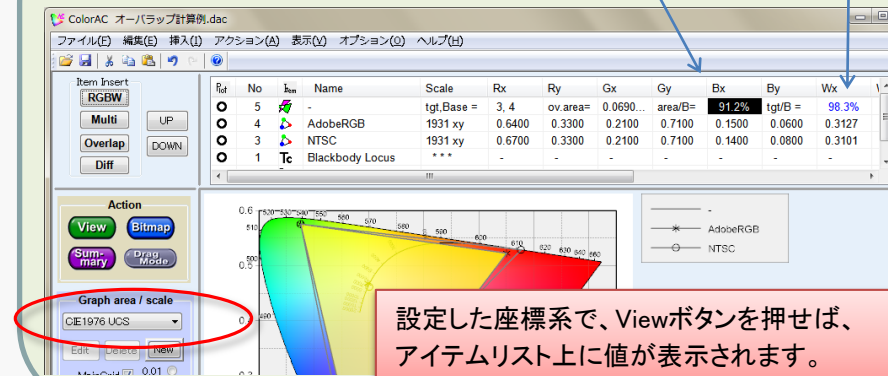 ColorAC オーバラップ計算例.dac
ファイル(F) 編集(E) 挿入(I) アクション(A) 表示(V) オプション(O) ヘルプ(H)
Item Insert
RGBW
Multi UP
Overlap DOWN
Diff
Plot No Item Name Scale Rx Ry Gx Gy Bx By Wx
5 - tgt,Base = 3, 4 ov.area= 0.0690... area/B= 91.2% tgt/B = 98.3%
4 AdobeRGB 1931 xy 0.6400 0.3300 0.2100 0.7100 0.1500 0.0600 0.3127
3 NTSC 1931 xy 0.6700 0.3300 0.2100 0.7100 0.1400 0.0800 0.3101
1 Tc Blackbody Locus * * * - - - - - - -
Action
View Bitmap
Sum-mary Drag Mode
Graph area / scale
CIE1976 UCS
Edit Delete New
MainGrid 0.01
0.6 510 520 530 540 550 560 570 580 590 600 610 620 630 640 660
0.5 500
490
0.3
-
AdobeRGB
NTSC
設定した座標系で、Viewボタンを押せば、
アイテムリスト上に値が表示されます。